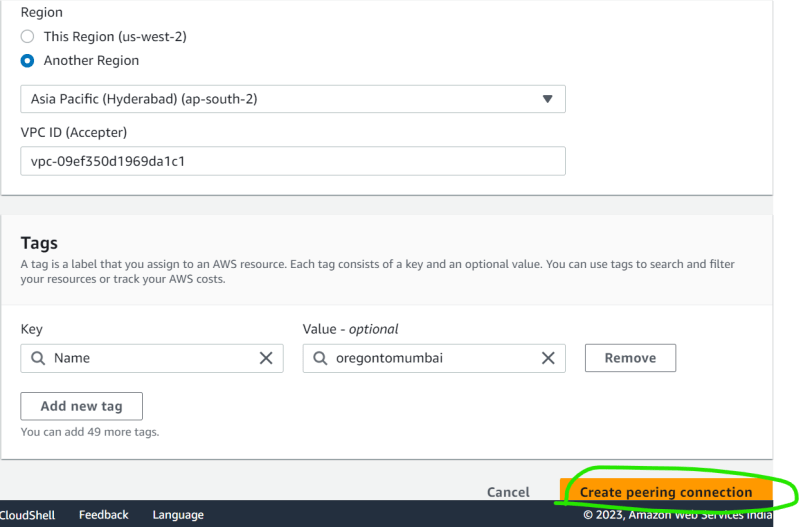 Region
This Region (us-west-2)
Another Region
Asia Pacific (Hyderabad) (ap-south-2)
VPC ID (Accepter)
vpc-09ef350d1969da1c1
Tags
A tag is a label that you assign to an AWS resource. Each tag consists of a key and an optional value. You can use tags to search and filter
your resources or track your AWS costs.
Key Value - optional
Name oregontomumbai Remove
Add new tag
You can add 49 more tags.
Cancel Create peering connection
CloudShell Feedback Language © 2023, Amazon Web Services India